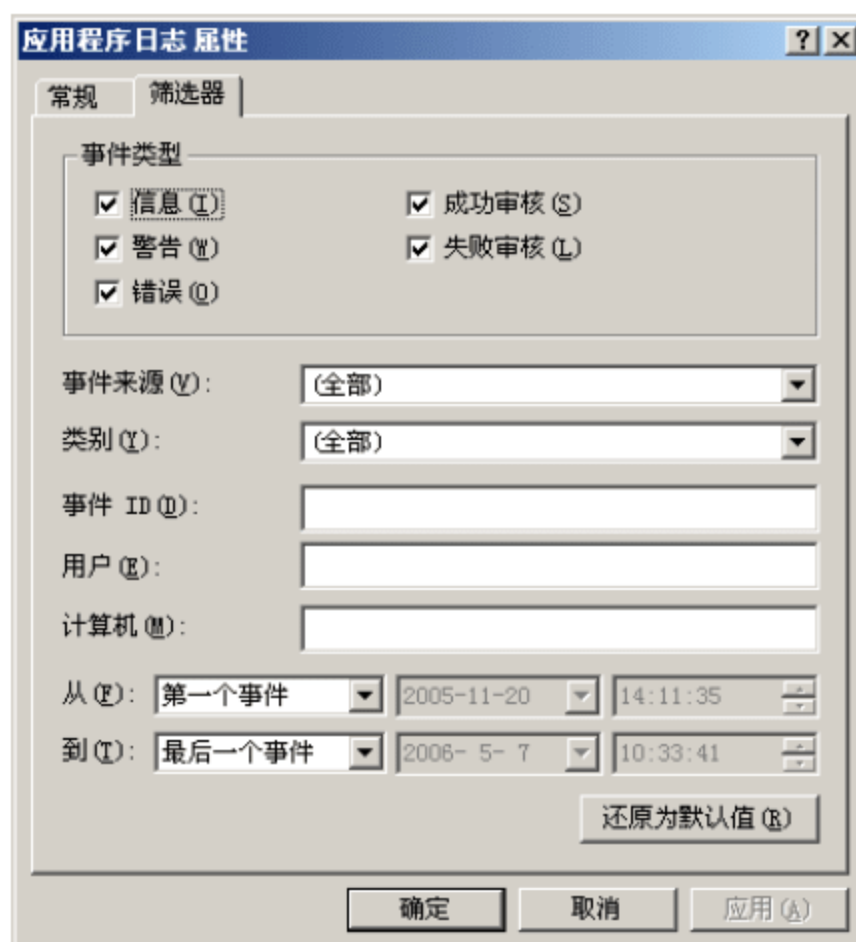 应用程序日志 属性
常规 筛选器
事件类型
信息(I) 成功审核(S)
警告(W) 失败审核(L)
错误(O)
事件来源(V): (全部)
类别(Y): (全部)
事件 ID(D):
用户(E):
计算机(M):
从(F): 第一个事件 2005-11-20 14:11:35
到(T): 最后一个事件 2006- 5- 7 10:33:41
还原为默认值(R)
确定 取消 应用(A)